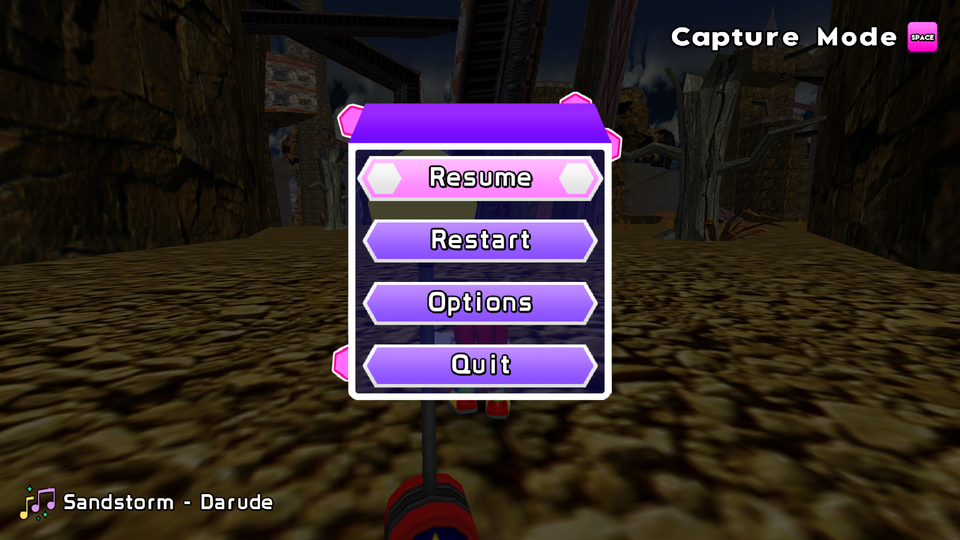 Capture Mode SPACE
Resume
Restart
Options
Quit
Sandstorm - Darude